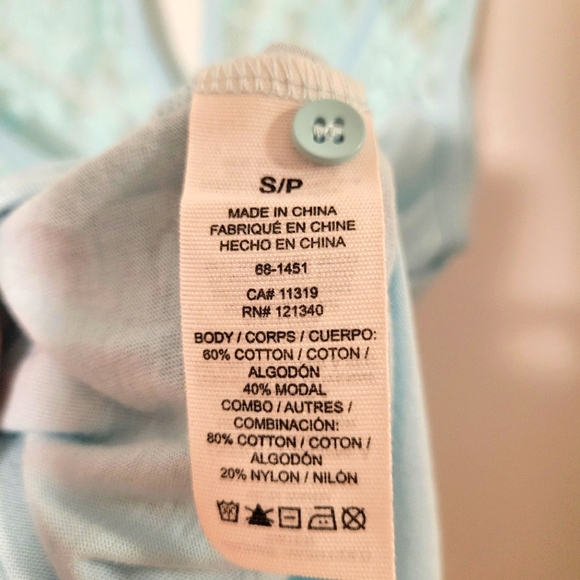 S/P
MADE IN CHINA
FABRIQUÉ EN CHINE
HECHO EN CHINA
68-1451
CA# 11319
RN# 121340
BODY / CORPS / CUERPO:
60% COTTON / COTON /
ALGODÓN
40% MODAL
COMBO / AUTRES /
COMBINACIÓN:
80% COTTON / COTON /
ALGODÓN
20% NYLON / NILÓN